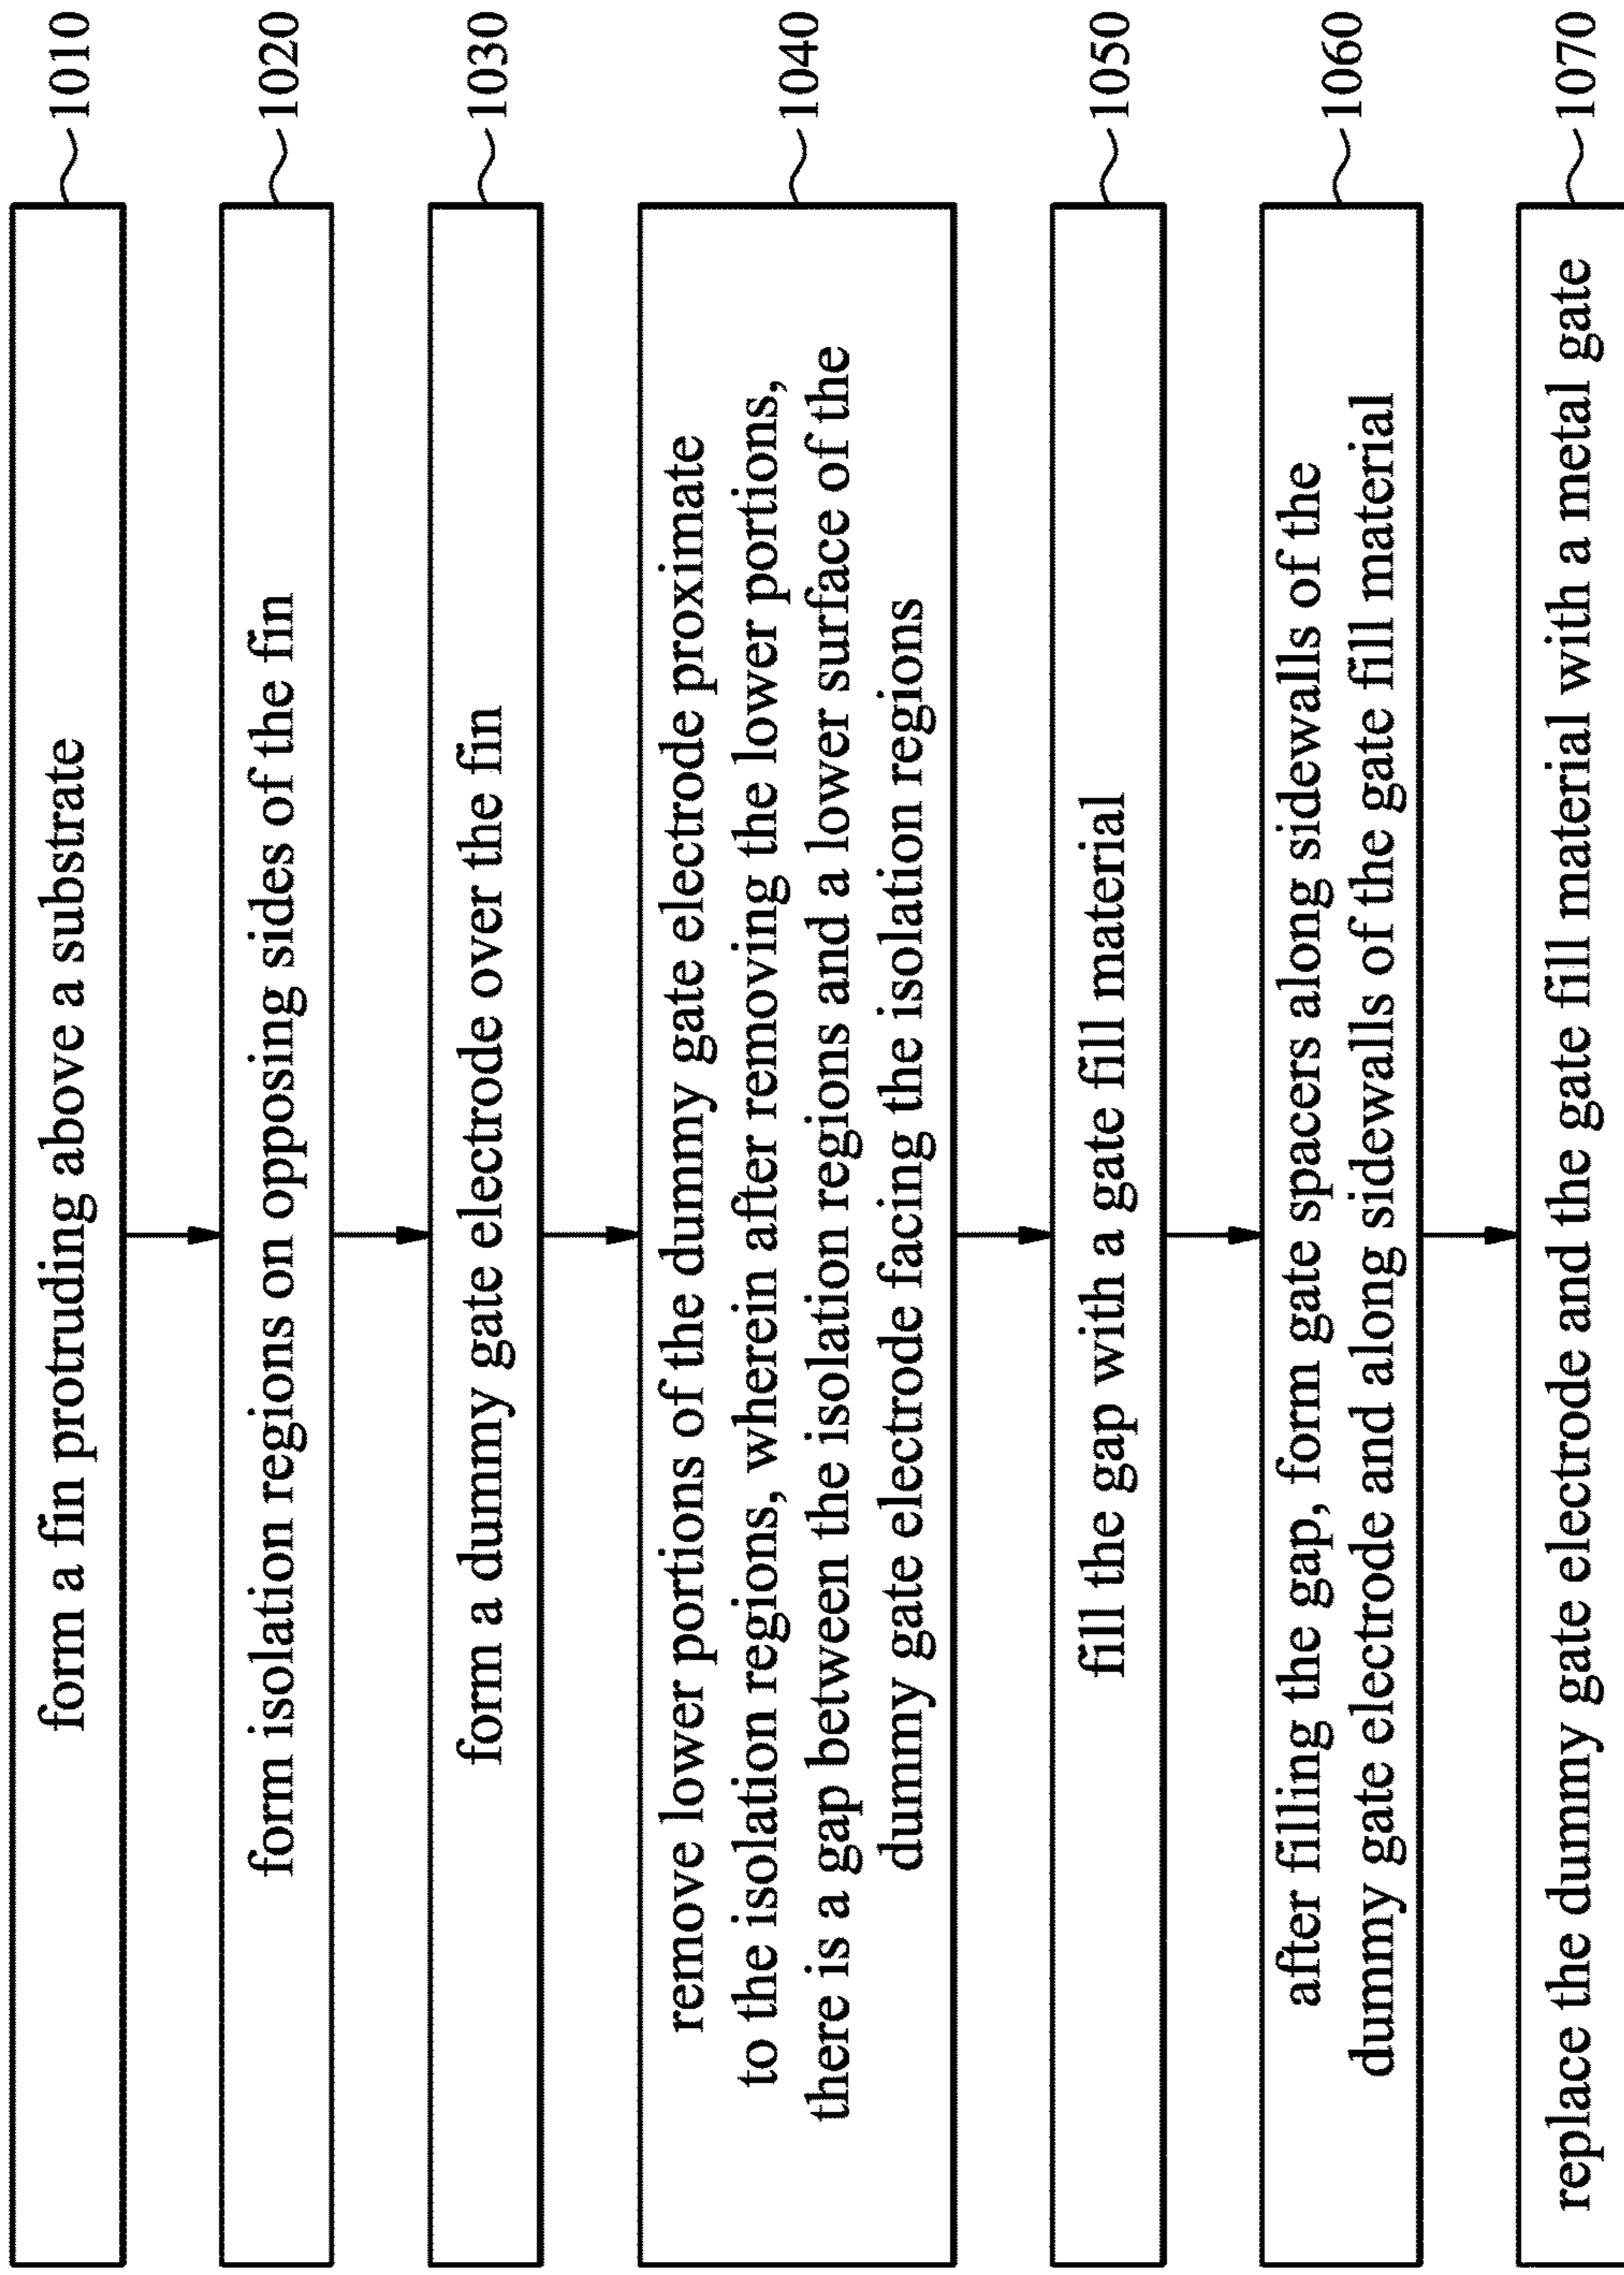 form a fin protruding above a substrate
1010
form isolation regions on opposing sides of the fin
1020
form a dummy gate electrode over the fin
1030
remove lower portions of the dummy gate electrode proximate
to the isolation regions, wherein after removing the lower portions,
there is a gap between the isolation regions and a lower surface of the
dummy gate electrode facing the isolation regions
1040
fill the gap with a gate fill material
1050
after filling the gap, form gate spacers along sidewalls of the
dummy gate electrode and along sidewalls of the gate fill material
1060
replace the dummy gate electrode and the gate fill material with a metal gate
1070